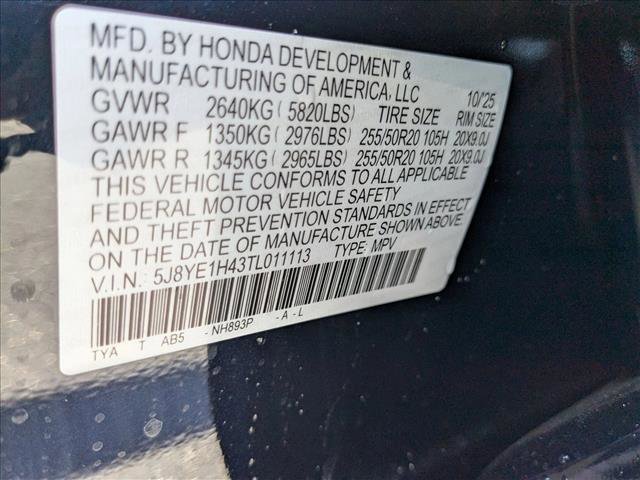 MFD. BY HONDA DEVELOPMENT &
MANUFACTURING OF AMERICA, LLC 10/'25
GVWR 2640KG ( 5820LBS) TIRE SIZE RIM SIZE
GAWR F 1350KG ( 2976LBS) 255/50R20 105H 20X9.0J
GAWR R 1345KG ( 2965LBS) 255/50R20 105H 20X9.0J
THIS VEHICLE CONFORMS TO ALL APPLICABLE
FEDERAL MOTOR VEHICLE SAFETY
AND THEFT PREVENTION STANDARDS IN EFFECT
ON THE DATE OF MANUFACTURE SHOWN ABOVE.
V.I.N.: 5J8YE1H43TL011113 TYPE: MPV
TYA T AB5 -NH893P -A-L